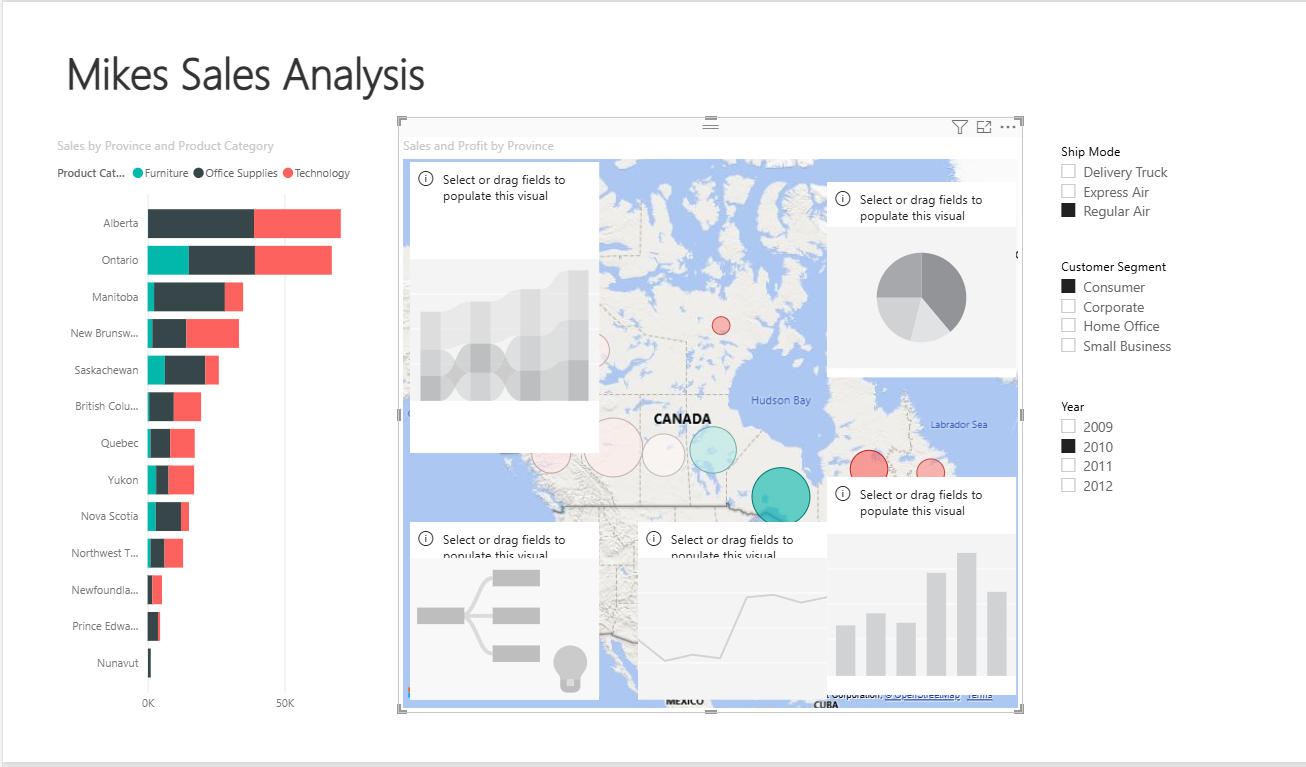 Mikes Sales Analysis
Sales by Province and Product Category
Product Cat... Furniture Office Supplies Technology
Alberta
Ontario
Manitoba
New Brunsw...
Saskachewan
British Colu...
Quebec
Yukon
Nova Scotia
Northwest T...
Newfoundla...
Prince Edwa...
Nunavut
0K 50K
Sales and Profit by Province
Select or drag fields to
populate this visual
Select or drag fields to
populate this visual
CANADA
Hudson Bay
Labrador Sea
Select or drag fields to
populate this visual
Select or drag fields to
populate this visual
Select or drag fields to
populate this visual
Corporation, © OpenStreetMap Terms
MEXICO
CUBA
Ship Mode
Delivery Truck
Express Air
Regular Air
Customer Segment
Consumer
Corporate
Home Office
Small Business
Year
2009
2010
2011
2012